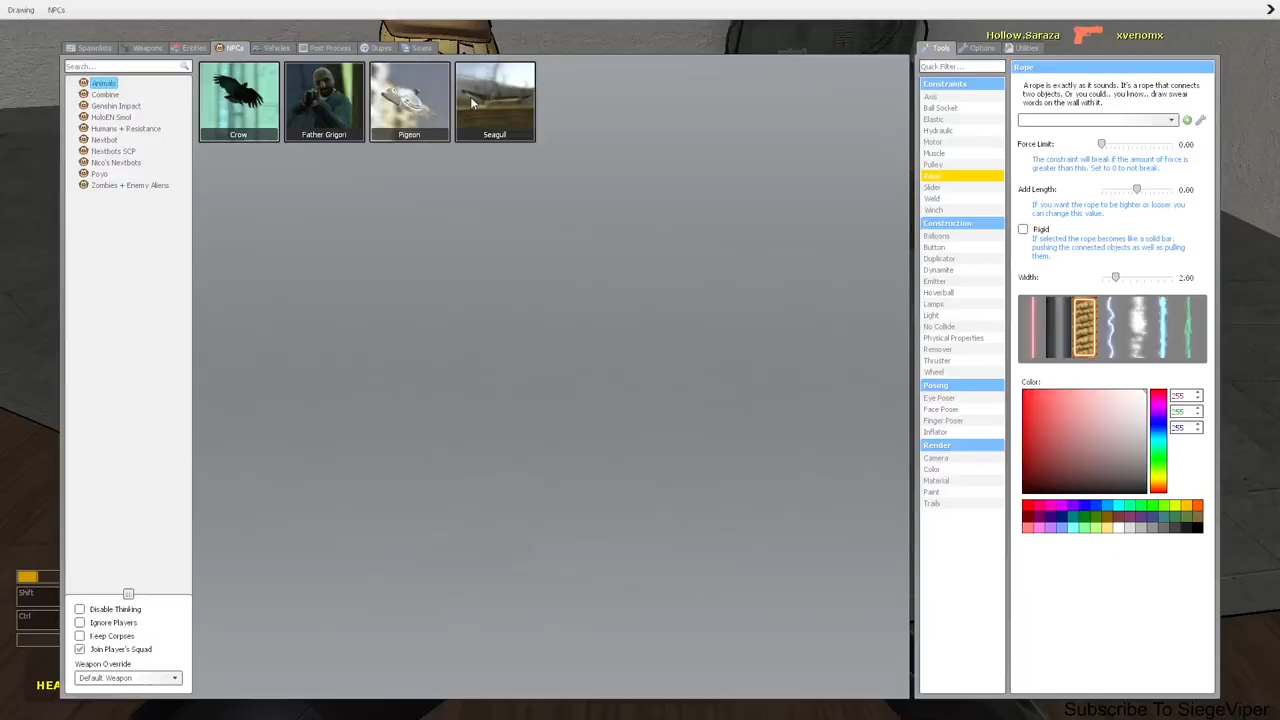 Drawing NPCs
Hollow.Saraza xvenomx
Spawnlists Weapons Entities NPCs Vehicles Post Process Dupes Saves
Search...
Animals
Combine
Genshin Impact
HoloEN Smol
Humans + Resistance
Nextbot
Nextbots SCP
Nico's Nextbots
Poyo
Zombies + Enemy Aliens
Crow
Father Grigori
Pigeon
Seagull
Disable Thinking
Ignore Players
Keep Corpses
Join Player's Squad
Weapon Override
Default Weapon
Shift
Ctrl
HEA
Tools Options Utilities
Quick Filter...
Constraints
Axis
Ball Socket
Elastic
Hydraulic
Motor
Muscle
Pulley
Rope
Slider
Weld
Winch
Construction
Balloons
Button
Duplicator
Dynamite
Emitter
Hoverball
Lamps
Light
No Collide
Physical Properties
Remover
Thruster
Wheel
Posing
Eye Poser
Face Poser
Finger Poser
Inflator
Render
Camera
Color
Material
Paint
Trails
Rope
A rope is exactly as it sounds. It's a rope that connects
two objects. Or you could.. you know.. draw swear
words on the wall with it.
Force Limit: 0.00
The constraint will break if the amount of force is
greater than this. Set to 0 to not break.
Add Length: 0.00
If you want the rope to be tighter or looser you
can change this value.
Rigid
If selected the rope becomes like a solid bar,
pushing the connected objects as well as pulling
them.
Width: 2.00
Color:
255
255
255
Subscribe To SiegeViper